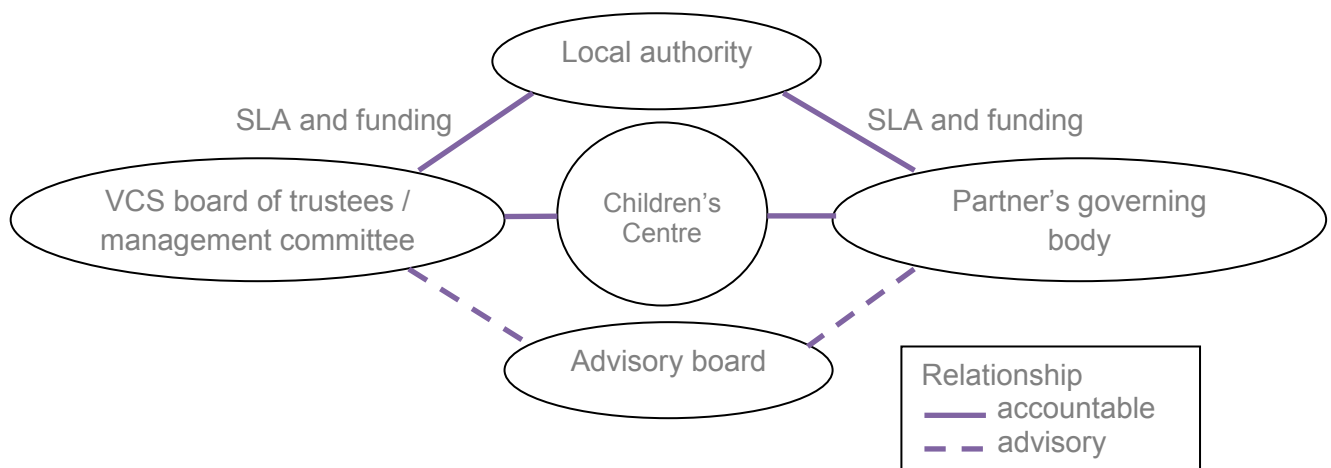 Local authority
SLA and funding
SLA and funding
VCS board of trustees /
management committee
Children’s
Centre
Partner’s governing
body
Advisory board
Relationship
accountable
advisory